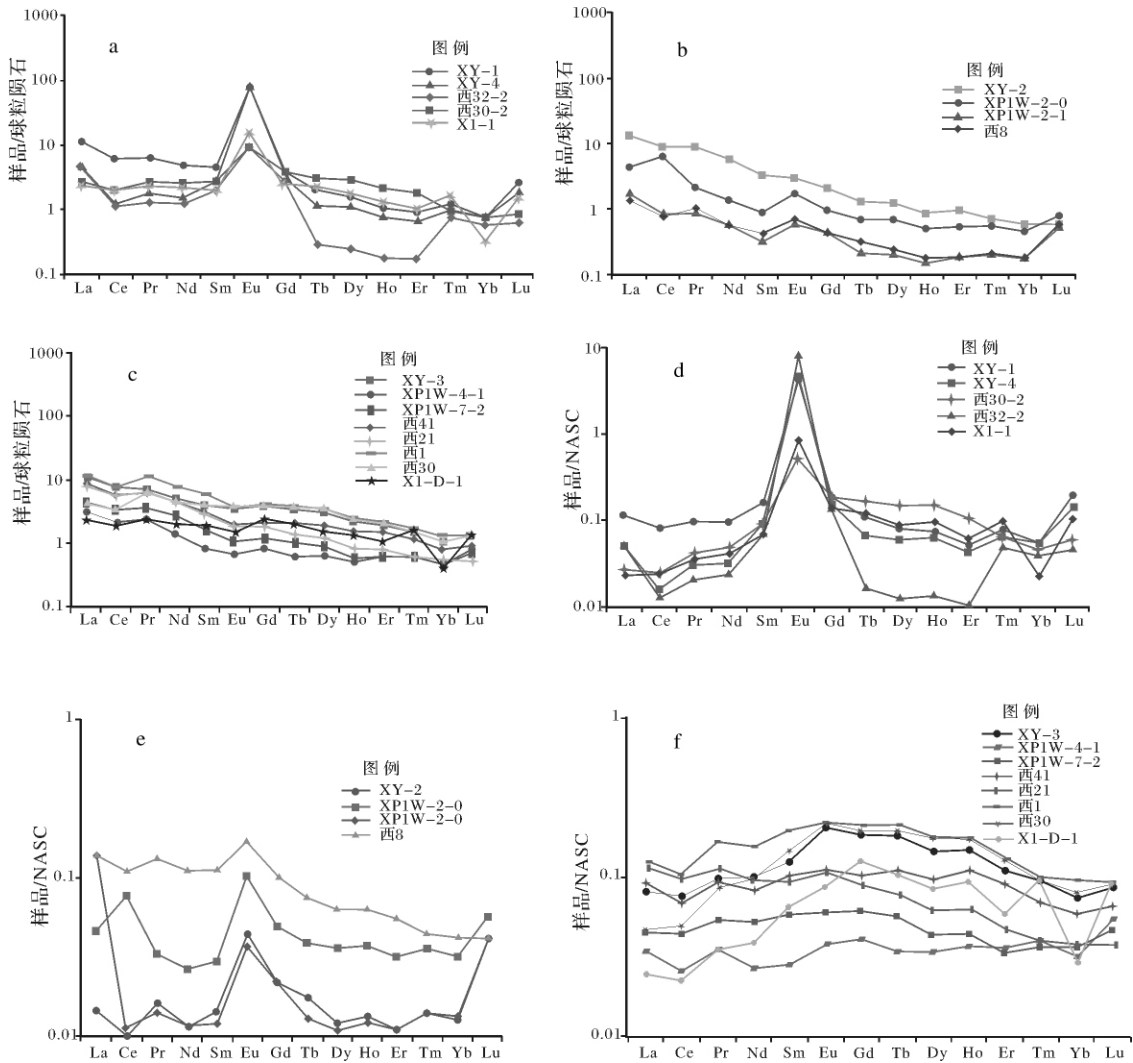 a
样品/球粒陨石
1000
100
10
1
0.1
图例
XY-1
XY-4
西32-2
西30-2
X1-1
La Ce Pr Nd Sm Eu Gd Tb Dy Ho Er Tm Yb Lu
b
样品/球粒陨石
1000
100
10
1
0.1
图例
XY-2
XP1W-2-0
XP1W-2-1
西8
La Ce Pr Nd Sm Eu Gd Tb Dy Ho Er Tm Yb Lu
c
样品/球粒陨石
1000
100
10
1
0.1
图例
XY-3
XP1W-4-1
XP1W-7-2
西41
西21
西1
西30
X1-D-1
La Ce Pr Nd Sm Eu Gd Tb Dy Ho Er Tm Yb Lu
d
样品/NASC
10
1
0.1
0.01
图例
XY-1
XY-4
西30-2
西32-2
X1-1
La Ce Pr Nd Sm Eu Gd Tb Dy Ho Er Tm Yb Lu
e
样品/NASC
1
0.1
0.01
图例
XY-2
XP1W-2-0
XP1W-2-0
西8
La Ce Pr Nd Sm Eu Gd Tb Dy Ho Er Tm Yb Lu
f
样品/NASC
1
0.1
0.01
图例
XY-3
XP1W-4-1
XP1W-7-2
西41
西21
西1
西30
X1-D-1
La Ce Pr Nd Sm Eu Gd Tb Dy Ho Er Tm Yb Lu